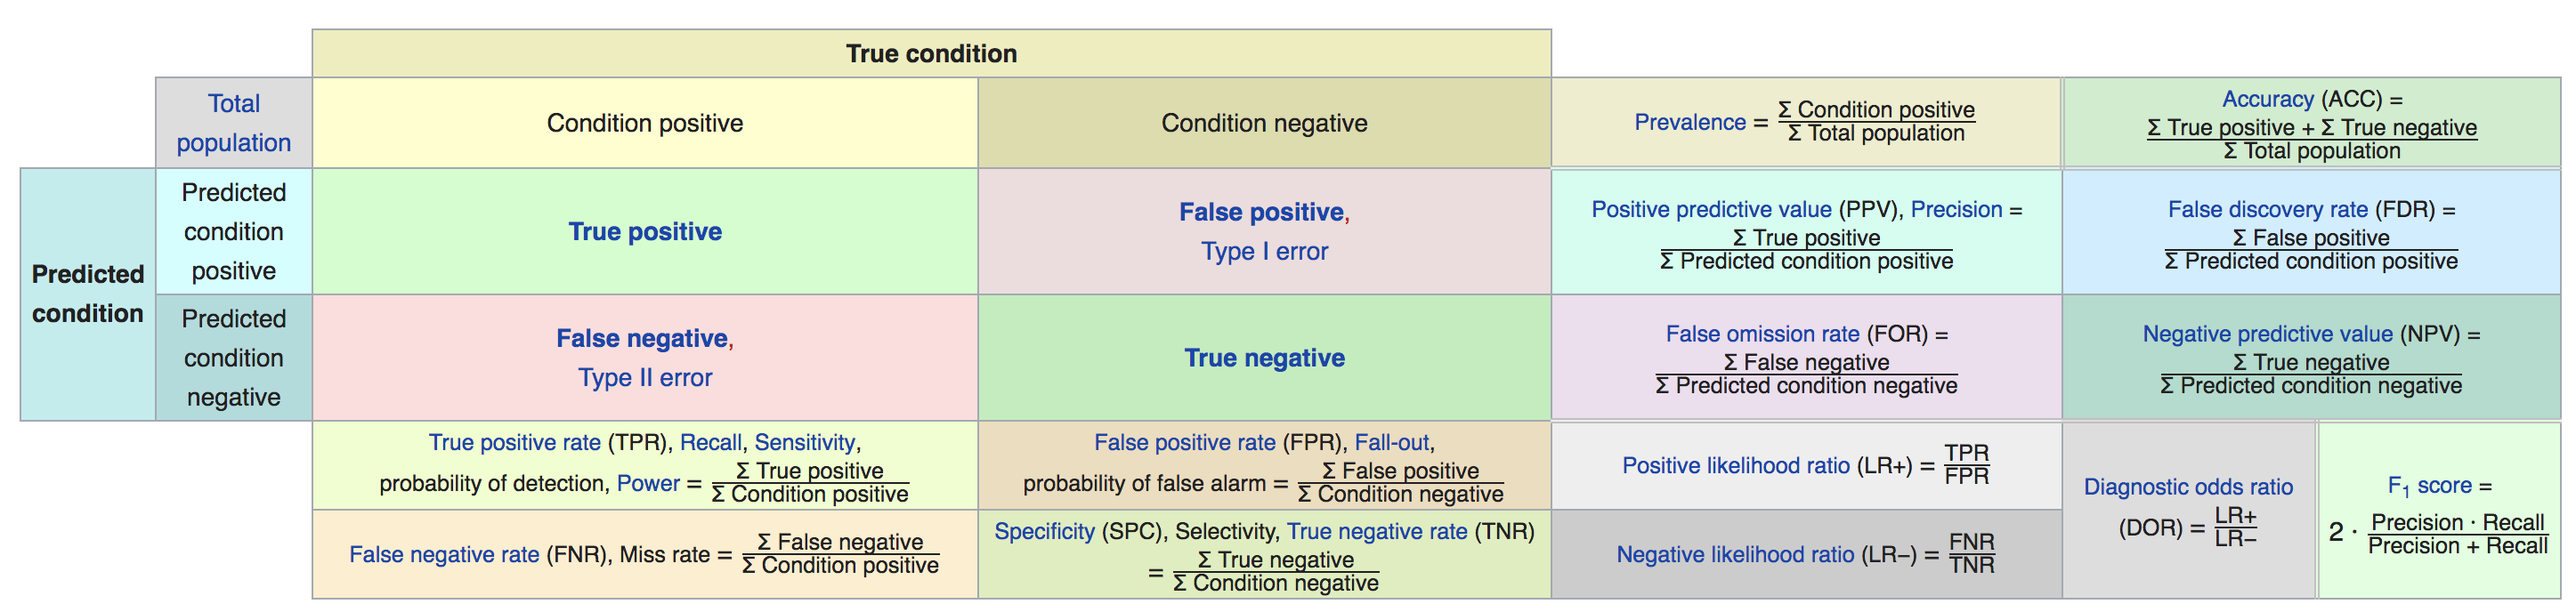 True condition
Total
population
Condition positive
Condition negative
Prevalence = Σ Condition positive / Σ Total population
Accuracy (ACC) =
Σ True positive + Σ True negative
Σ Total population
Predicted
condition
Predicted
condition
positive
True positive
False positive,
Type I error
Positive predictive value (PPV), Precision =
Σ True positive
Σ Predicted condition positive
False discovery rate (FDR) =
Σ False positive
Σ Predicted condition positive
Predicted
condition
negative
False negative,
Type II error
True negative
False omission rate (FOR) =
Σ False negative
Σ Predicted condition negative
Negative predictive value (NPV) =
Σ True negative
Σ Predicted condition negative
True positive rate (TPR), Recall, Sensitivity,
probability of detection, Power = Σ True positive / Σ Condition positive
False positive rate (FPR), Fall-out,
probability of false alarm = Σ False positive / Σ Condition negative
Positive likelihood ratio (LR+) = TPR / FPR
Diagnostic odds ratio
(DOR) = LR+ / LR−
F1 score =
2 · Precision · Recall / Precision + Recall
False negative rate (FNR), Miss rate = Σ False negative / Σ Condition positive
Specificity (SPC), Selectivity, True negative rate (TNR)
= Σ True negative / Σ Condition negative
Negative likelihood ratio (LR−) = FNR / TNR